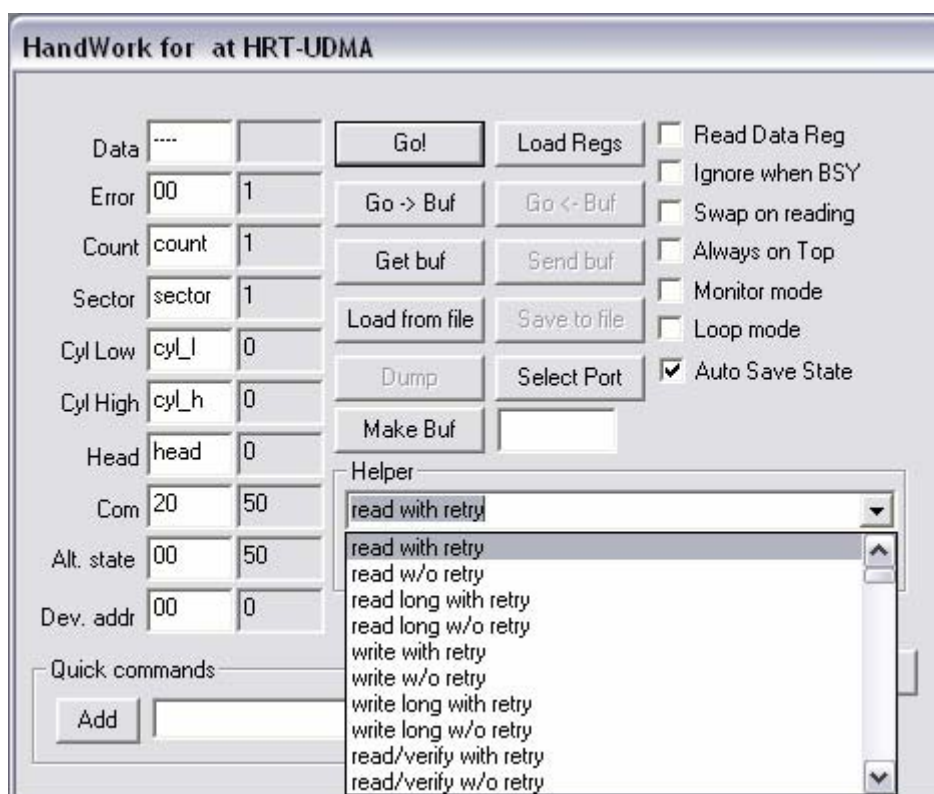 HandWork for  at HRT-UDMA
Data ----
Error 00 1
Count count 1
Sector sector 1
Cyl Low cyl_l 0
Cyl High cyl_h 0
Head head 0
Com 20 50
Alt. state 00 50
Dev. addr 00 0
Go! Load Regs
Go -> Buf Go <- Buf
Get buf Send buf
Load from file Save to file
Dump Select Port
Make Buf
Read Data Reg
Ignore when BSY
Swap on reading
Always on Top
Monitor mode
Loop mode
Auto Save State
Helper
read with retry
read with retry
read w/o retry
read long with retry
read long w/o retry
write with retry
write w/o retry
write long with retry
write long w/o retry
read/verify with retry
read/verify w/o retry
Quick commands
Add